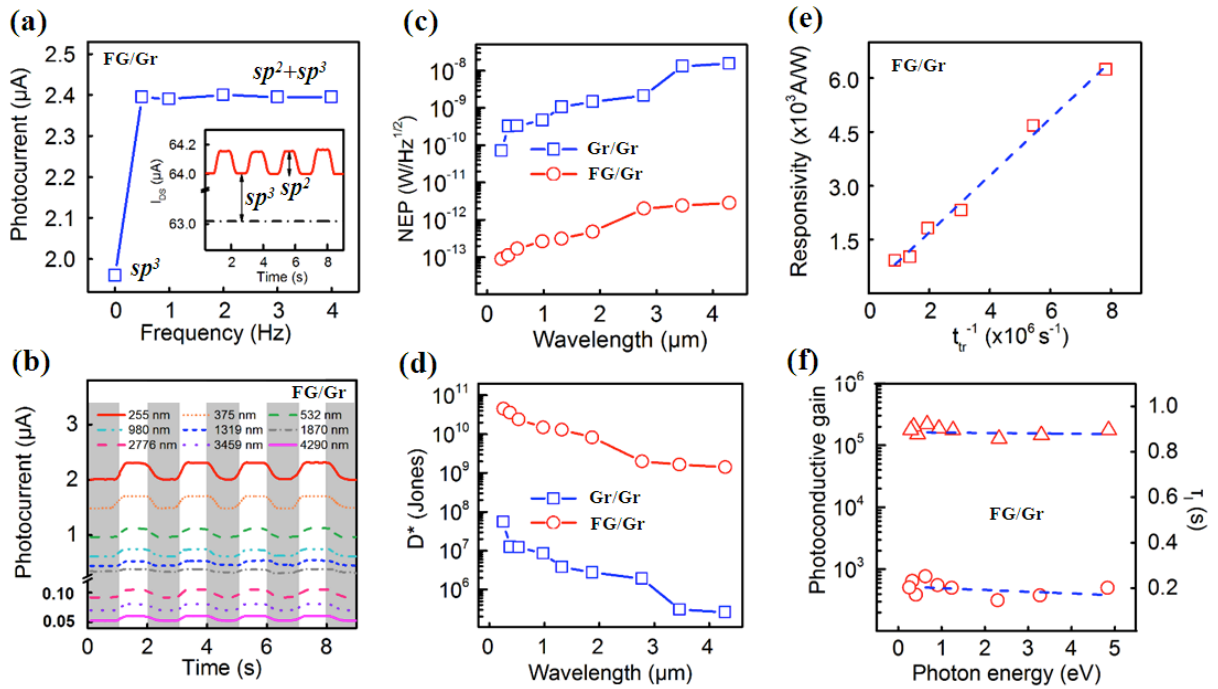 (a)
FG/Gr
sp²+sp³
sp³
Photocurrent (μA)
2.5
2.4
2.3
2.2
2.1
2.0
0 1 2 3 4
Frequency (Hz)
I_DS (μA)
64.2
64.0
63.0
sp³
sp²
2 4 6 8
Time (s)
(b)
FG/Gr
255 nm 375 nm 532 nm
980 nm 1319 nm 1870 nm
2776 nm 3459 nm 4290 nm
Photocurrent (μA)
3
2
1
0.10
0.05
0 2 4 6 8
Time (s)
(c)
NEP (W/Hz^1/2)
10⁻⁸
10⁻⁹
10⁻¹⁰
10⁻¹¹
10⁻¹²
10⁻¹³
Gr/Gr
FG/Gr
0 1 2 3 4
Wavelength (μm)
(d)
D* (Jones)
10¹¹
10¹⁰
10⁹
10⁸
10⁷
10⁶
Gr/Gr
FG/Gr
0 1 2 3 4
Wavelength (μm)
(e)
FG/Gr
Responsivity (x10³A/W)
6.0
4.5
3.0
1.5
0 2 4 6 8
t_tr⁻¹ (x10⁶ s⁻¹)
(f)
Photoconductive gain
10⁶
10⁵
10⁴
10³
FG/Gr
1.0
0.8
0.6
0.4
0.2
τ_l (s)
0 1 2 3 4 5
Photon energy (eV)